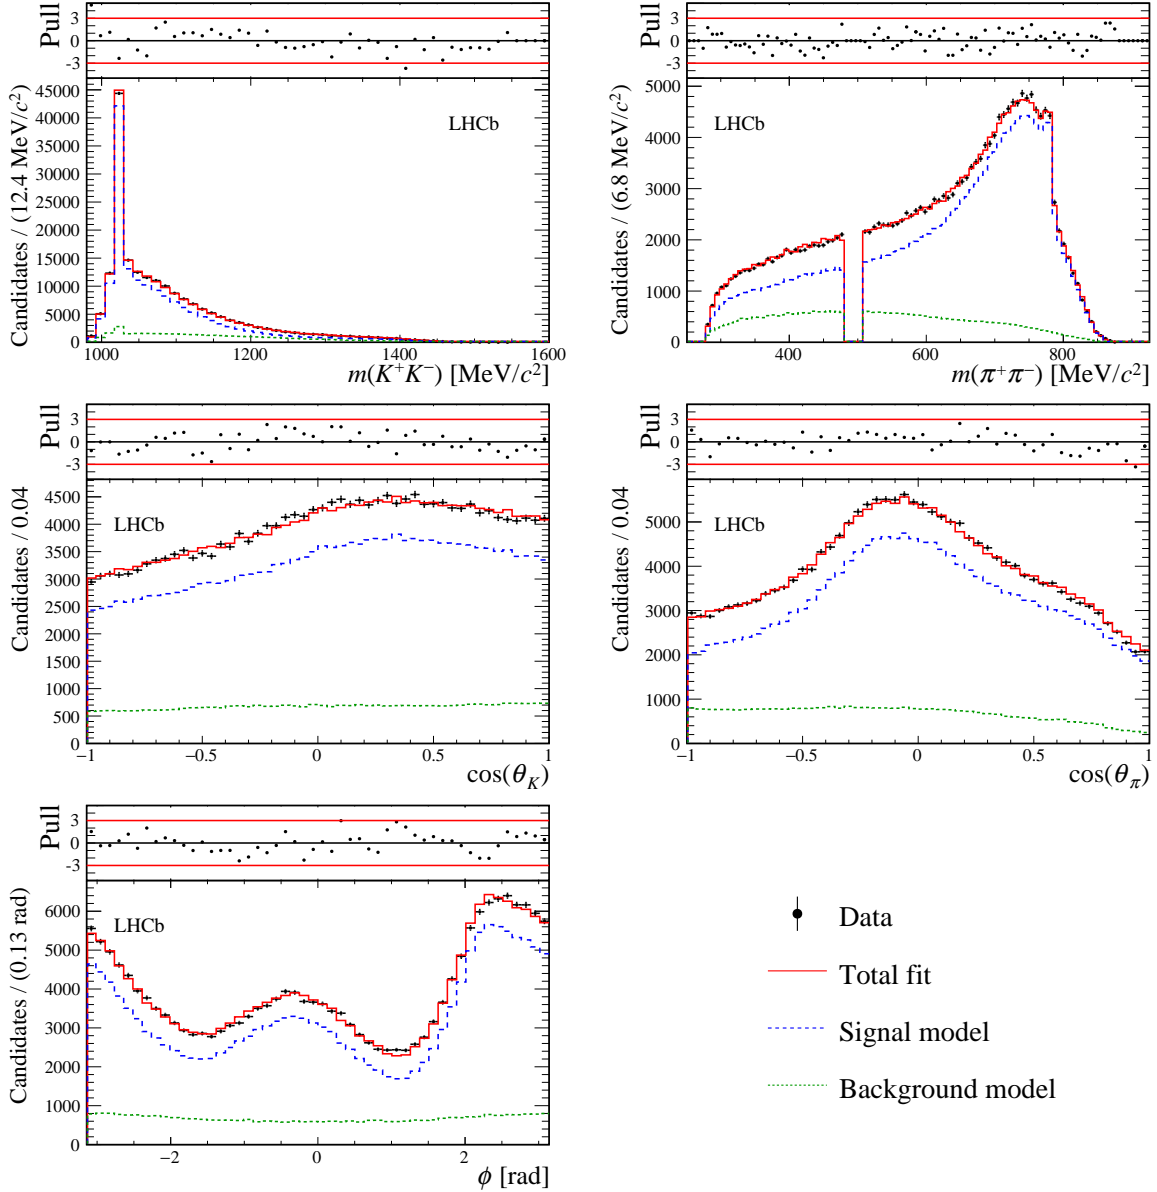 Pull
3
0
−3
45000
40000
35000
30000
25000
20000
15000
10000
5000
0
Candidates / (12.4 MeV/c²)
LHCb
1000 1200 1400 1600
m(K⁺K⁻) [MeV/c²]
Pull
3
0
−3
5000
4000
3000
2000
1000
0
Candidates / (6.8 MeV/c²)
LHCb
400 600 800
m(π⁺π⁻) [MeV/c²]
Pull
3
0
−3
4500
4000
3500
3000
2500
2000
1500
1000
500
0
Candidates / 0.04
LHCb
−1 −0.5 0 0.5 1
cos(θ_K)
Pull
3
0
−3
5000
4000
3000
2000
1000
0
Candidates / 0.04
LHCb
−1 −0.5 0 0.5 1
cos(θ_π)
Pull
3
0
−3
6000
5000
4000
3000
2000
1000
0
Candidates / (0.13 rad)
LHCb
−2 0 2
ϕ [rad]
Data
Total fit
Signal model
Background model